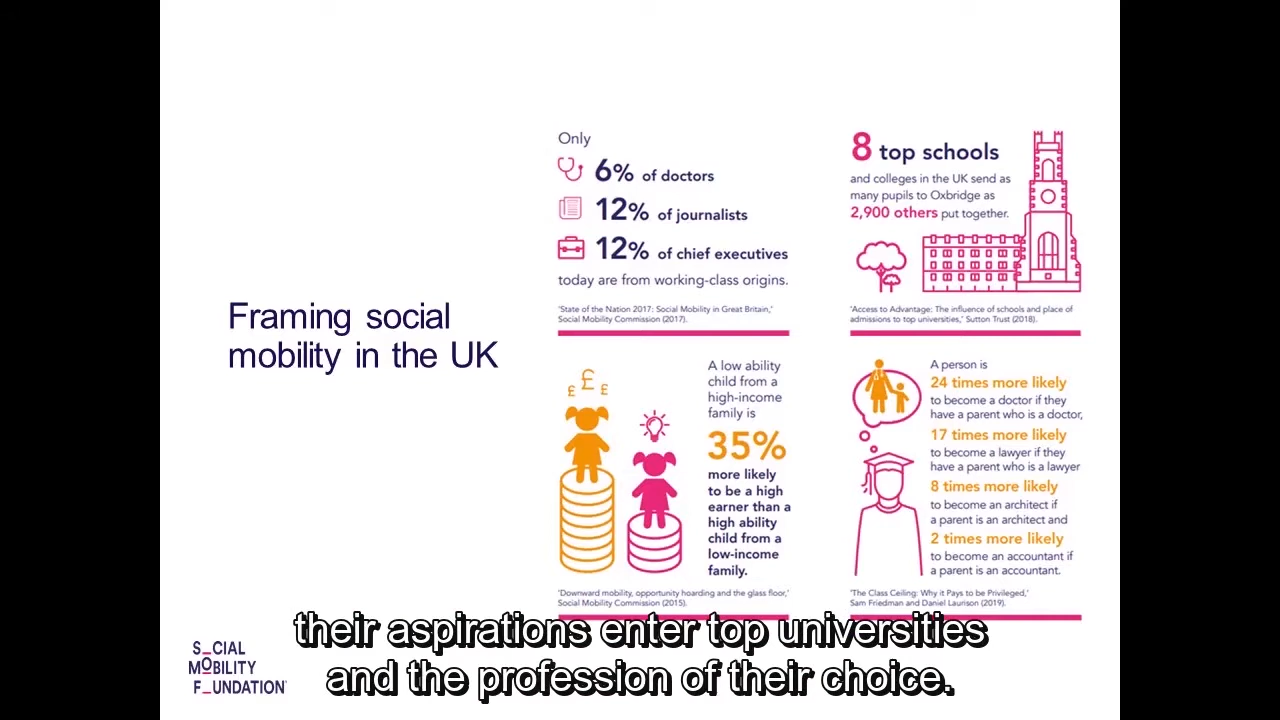 Framing social
mobility in the UK
Only
6% of doctors
12% of journalists
12% of chief executives
today are from working-class origins.
'State of the Nation 2017: Social Mobility in Great Britain,'
Social Mobility Commission (2017).
8 top schools
and colleges in the UK send as
many pupils to Oxbridge as
2,900 others put together.
'Access to Advantage: The influence of schools and place of
admissions to top universities,' Sutton Trust (2018).
£ £ £
A low ability
child from a
high-income
family is
35%
more likely
to be a high
earner than a
high ability
child from a
low-income
family.
'Downward mobility, opportunity hoarding and the glass floor,'
Social Mobility Commission (2015).
A person is
24 times more likely
to become a doctor if they
have a parent who is a doctor,
17 times more likely
to become a lawyer if they
have a parent who is a lawyer
8 times more likely
to become an architect if
a parent is an architect and
2 times more likely
to become an accountant if
a parent is an accountant.
'The Class Ceiling: Why it Pays to be Privileged,'
Sam Friedman and Daniel Laurison (2019).
SOCIAL
MOBILITY
FOUNDATION
their aspirations enter top universities
and the profession of their choice.